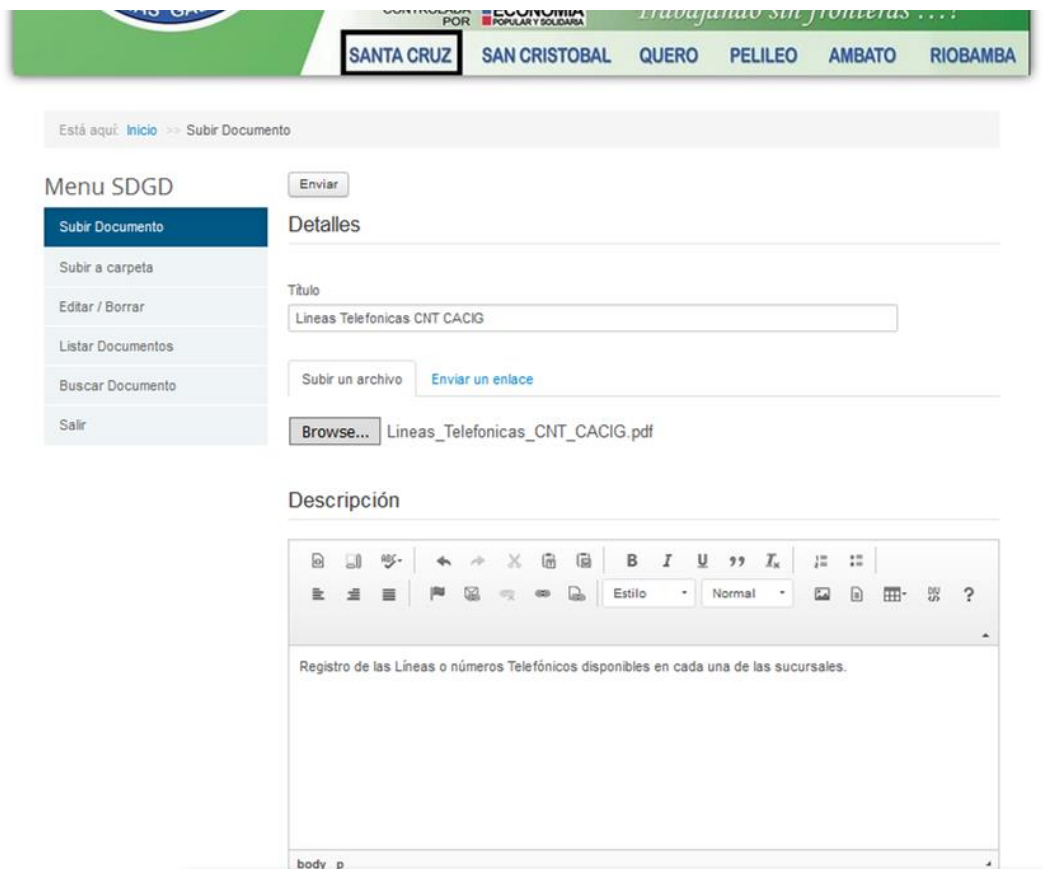 POR
ECONOMÍA
POPULAR Y SOLIDARIA
SANTA CRUZ SAN CRISTOBAL QUERO PELILEO AMBATO RIOBAMBA
Está aquí: Inicio >> Subir Documento
Menu SDGD
Subir Documento
Subir a carpeta
Editar / Borrar
Listar Documentos
Buscar Documento
Salir
Enviar
Detalles
Título
Lineas Telefonicas CNT CACIG
Subir un archivo Enviar un enlace
Browse... Lineas_Telefonicas_CNT_CACIG.pdf
Descripción
ABC
B I U Ix
Estilo Normal DIV ?
Registro de las Líneas o números Telefónicos disponibles en cada una de las sucursales.
body p